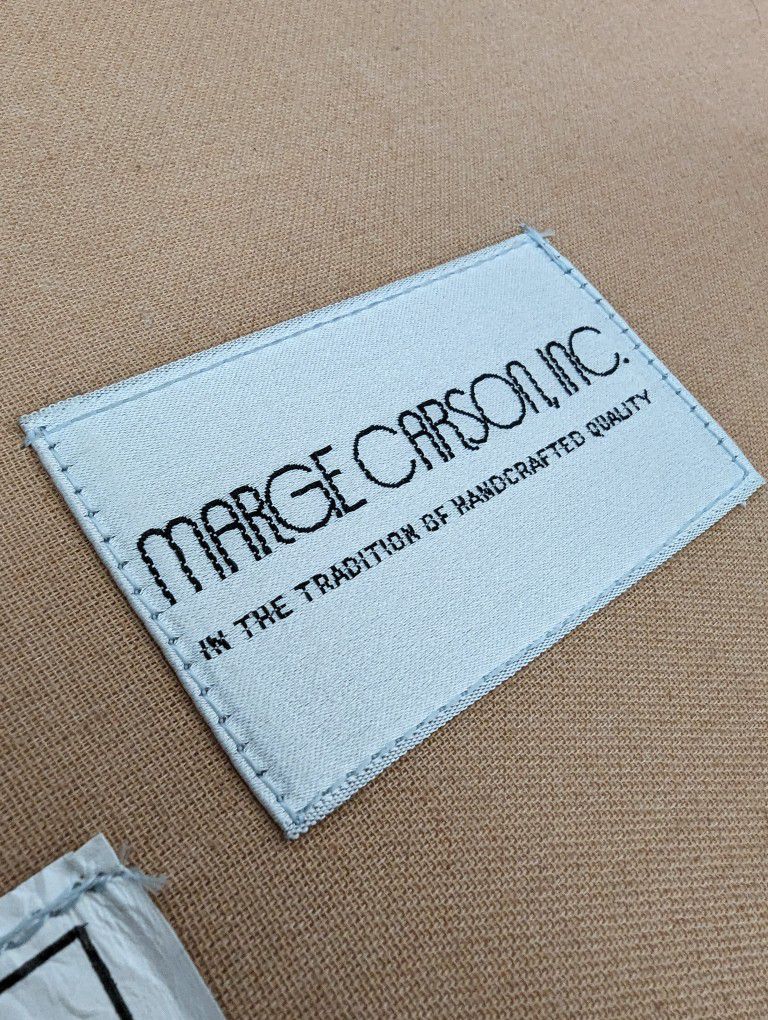 MARGE CARSON, INC.
IN THE TRADITION OF HANDCRAFTED QUALITY